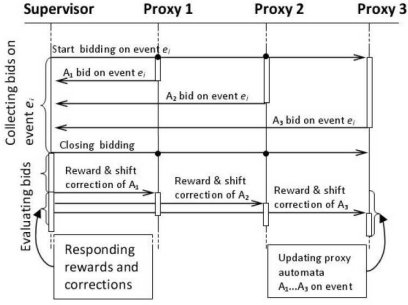 Supervisor Proxy 1 Proxy 2 Proxy 3
Start bidding on event eᵢ
A₁ bid on event eᵢ
A₂ bid on event eᵢ
A₃ bid on event eᵢ
Closing bidding
Collecting bids on
event eᵢ
Evaluating bids
Reward & shift
correction of A₁
Reward & shift
correction of A₂
Reward & shift
correction of A₃
Responding
rewards and
corrections
Updating proxy
automata
A₁...A₃ on event